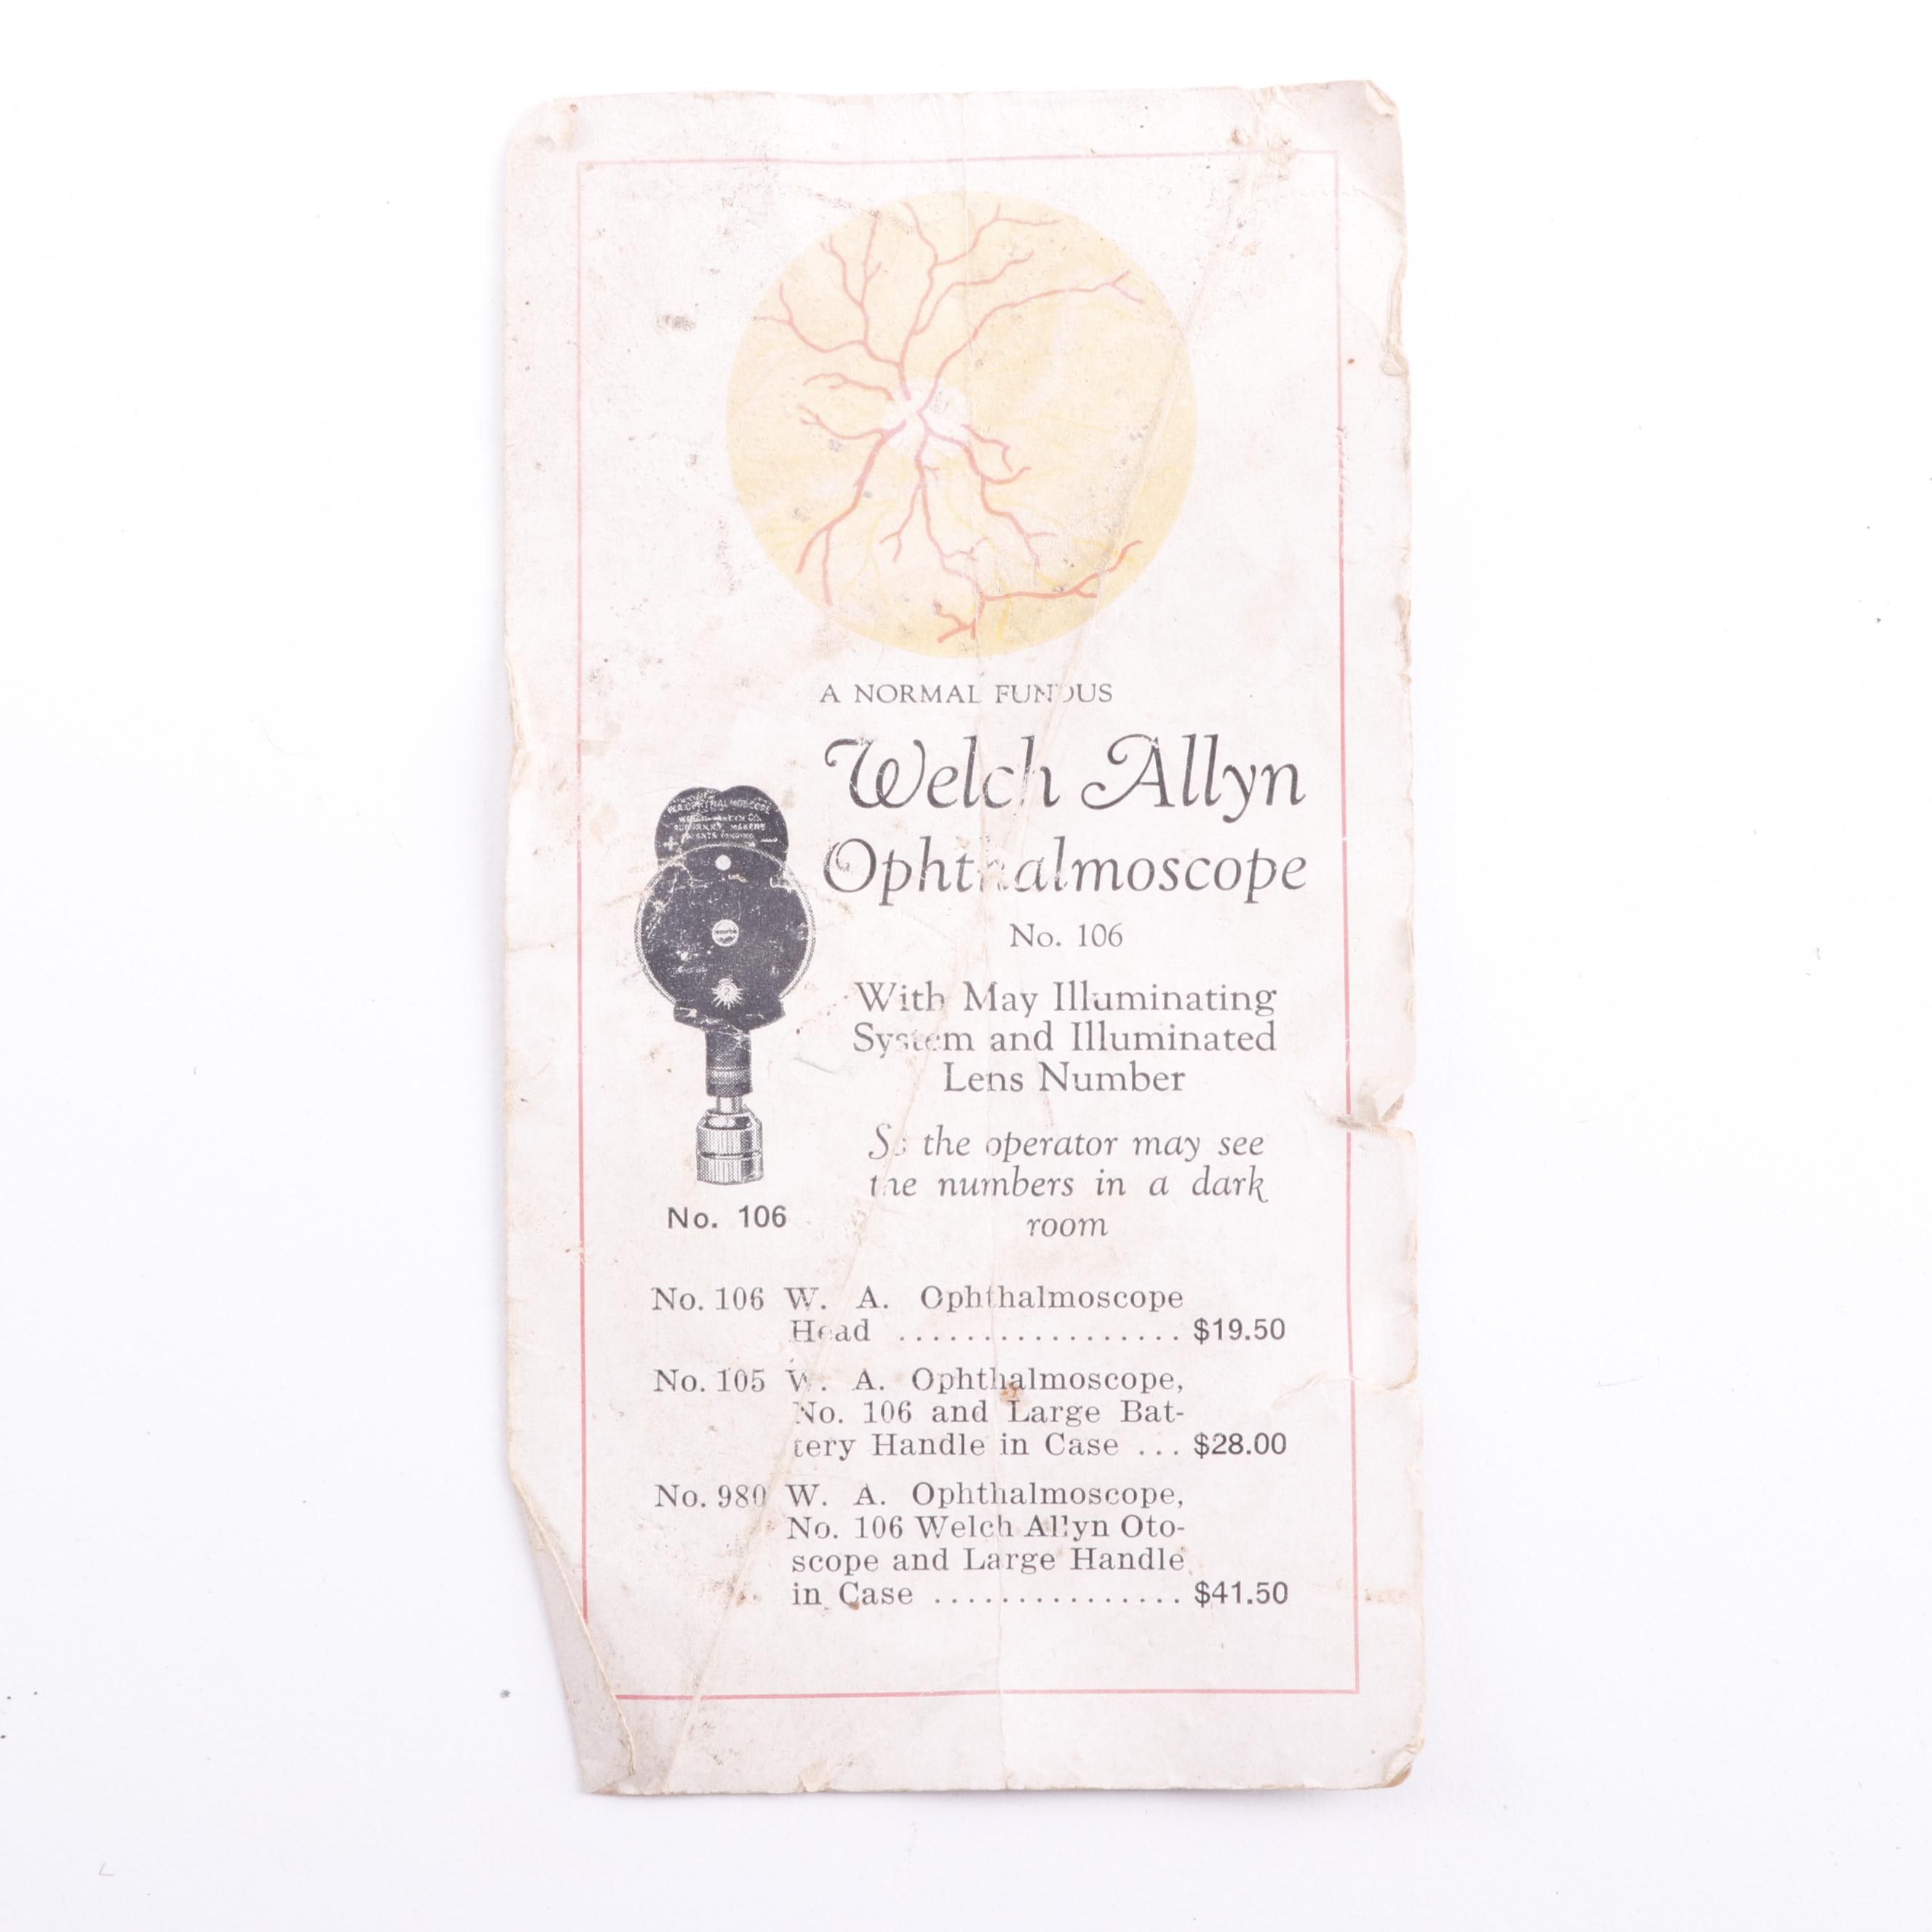 A NORMAL FUNDUS
Welch Allyn
Ophthalmoscope
No. 106
With May Illuminating
System and Illuminated
Lens Number
So the operator may see
the numbers in a dark
room
No. 106
No. 106 W. A. Ophthalmoscope
Head ................. $19.50
No. 105 W. A. Ophthalmoscope,
No. 106 and Large Bat-
tery Handle in Case ... $28.00
No. 980 W. A. Ophthalmoscope,
No. 106 Welch Allyn Oto-
scope and Large Handle
in Case ............... $41.50